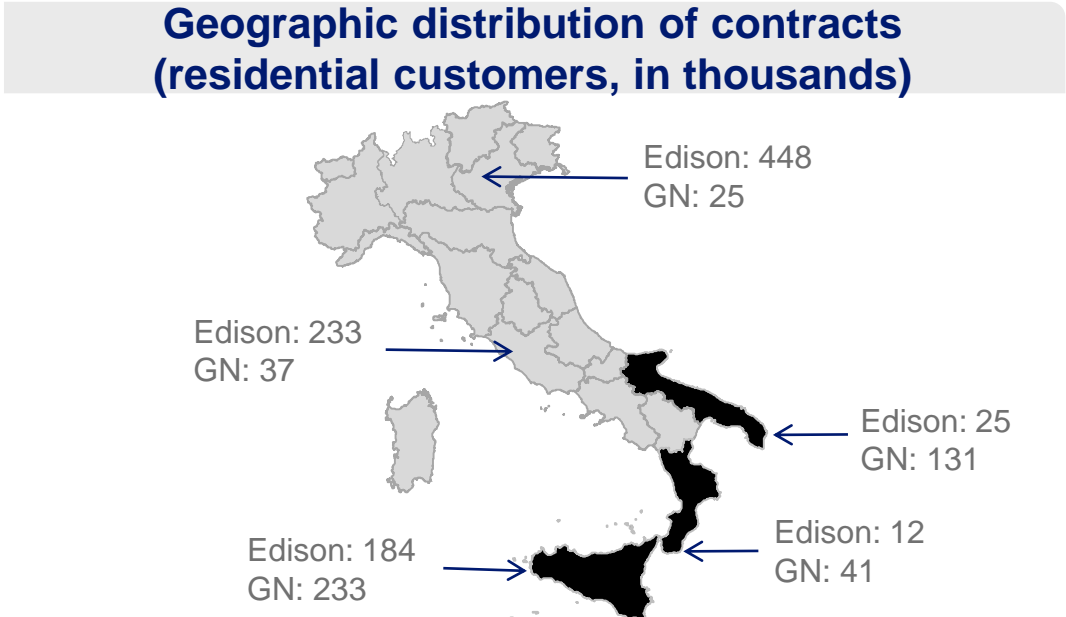 Geographic distribution of contracts
(residential customers, in thousands)
Edison: 448
GN: 25
Edison: 233
GN: 37
Edison: 25
GN: 131
Edison: 12
GN: 41
Edison: 184
GN: 233